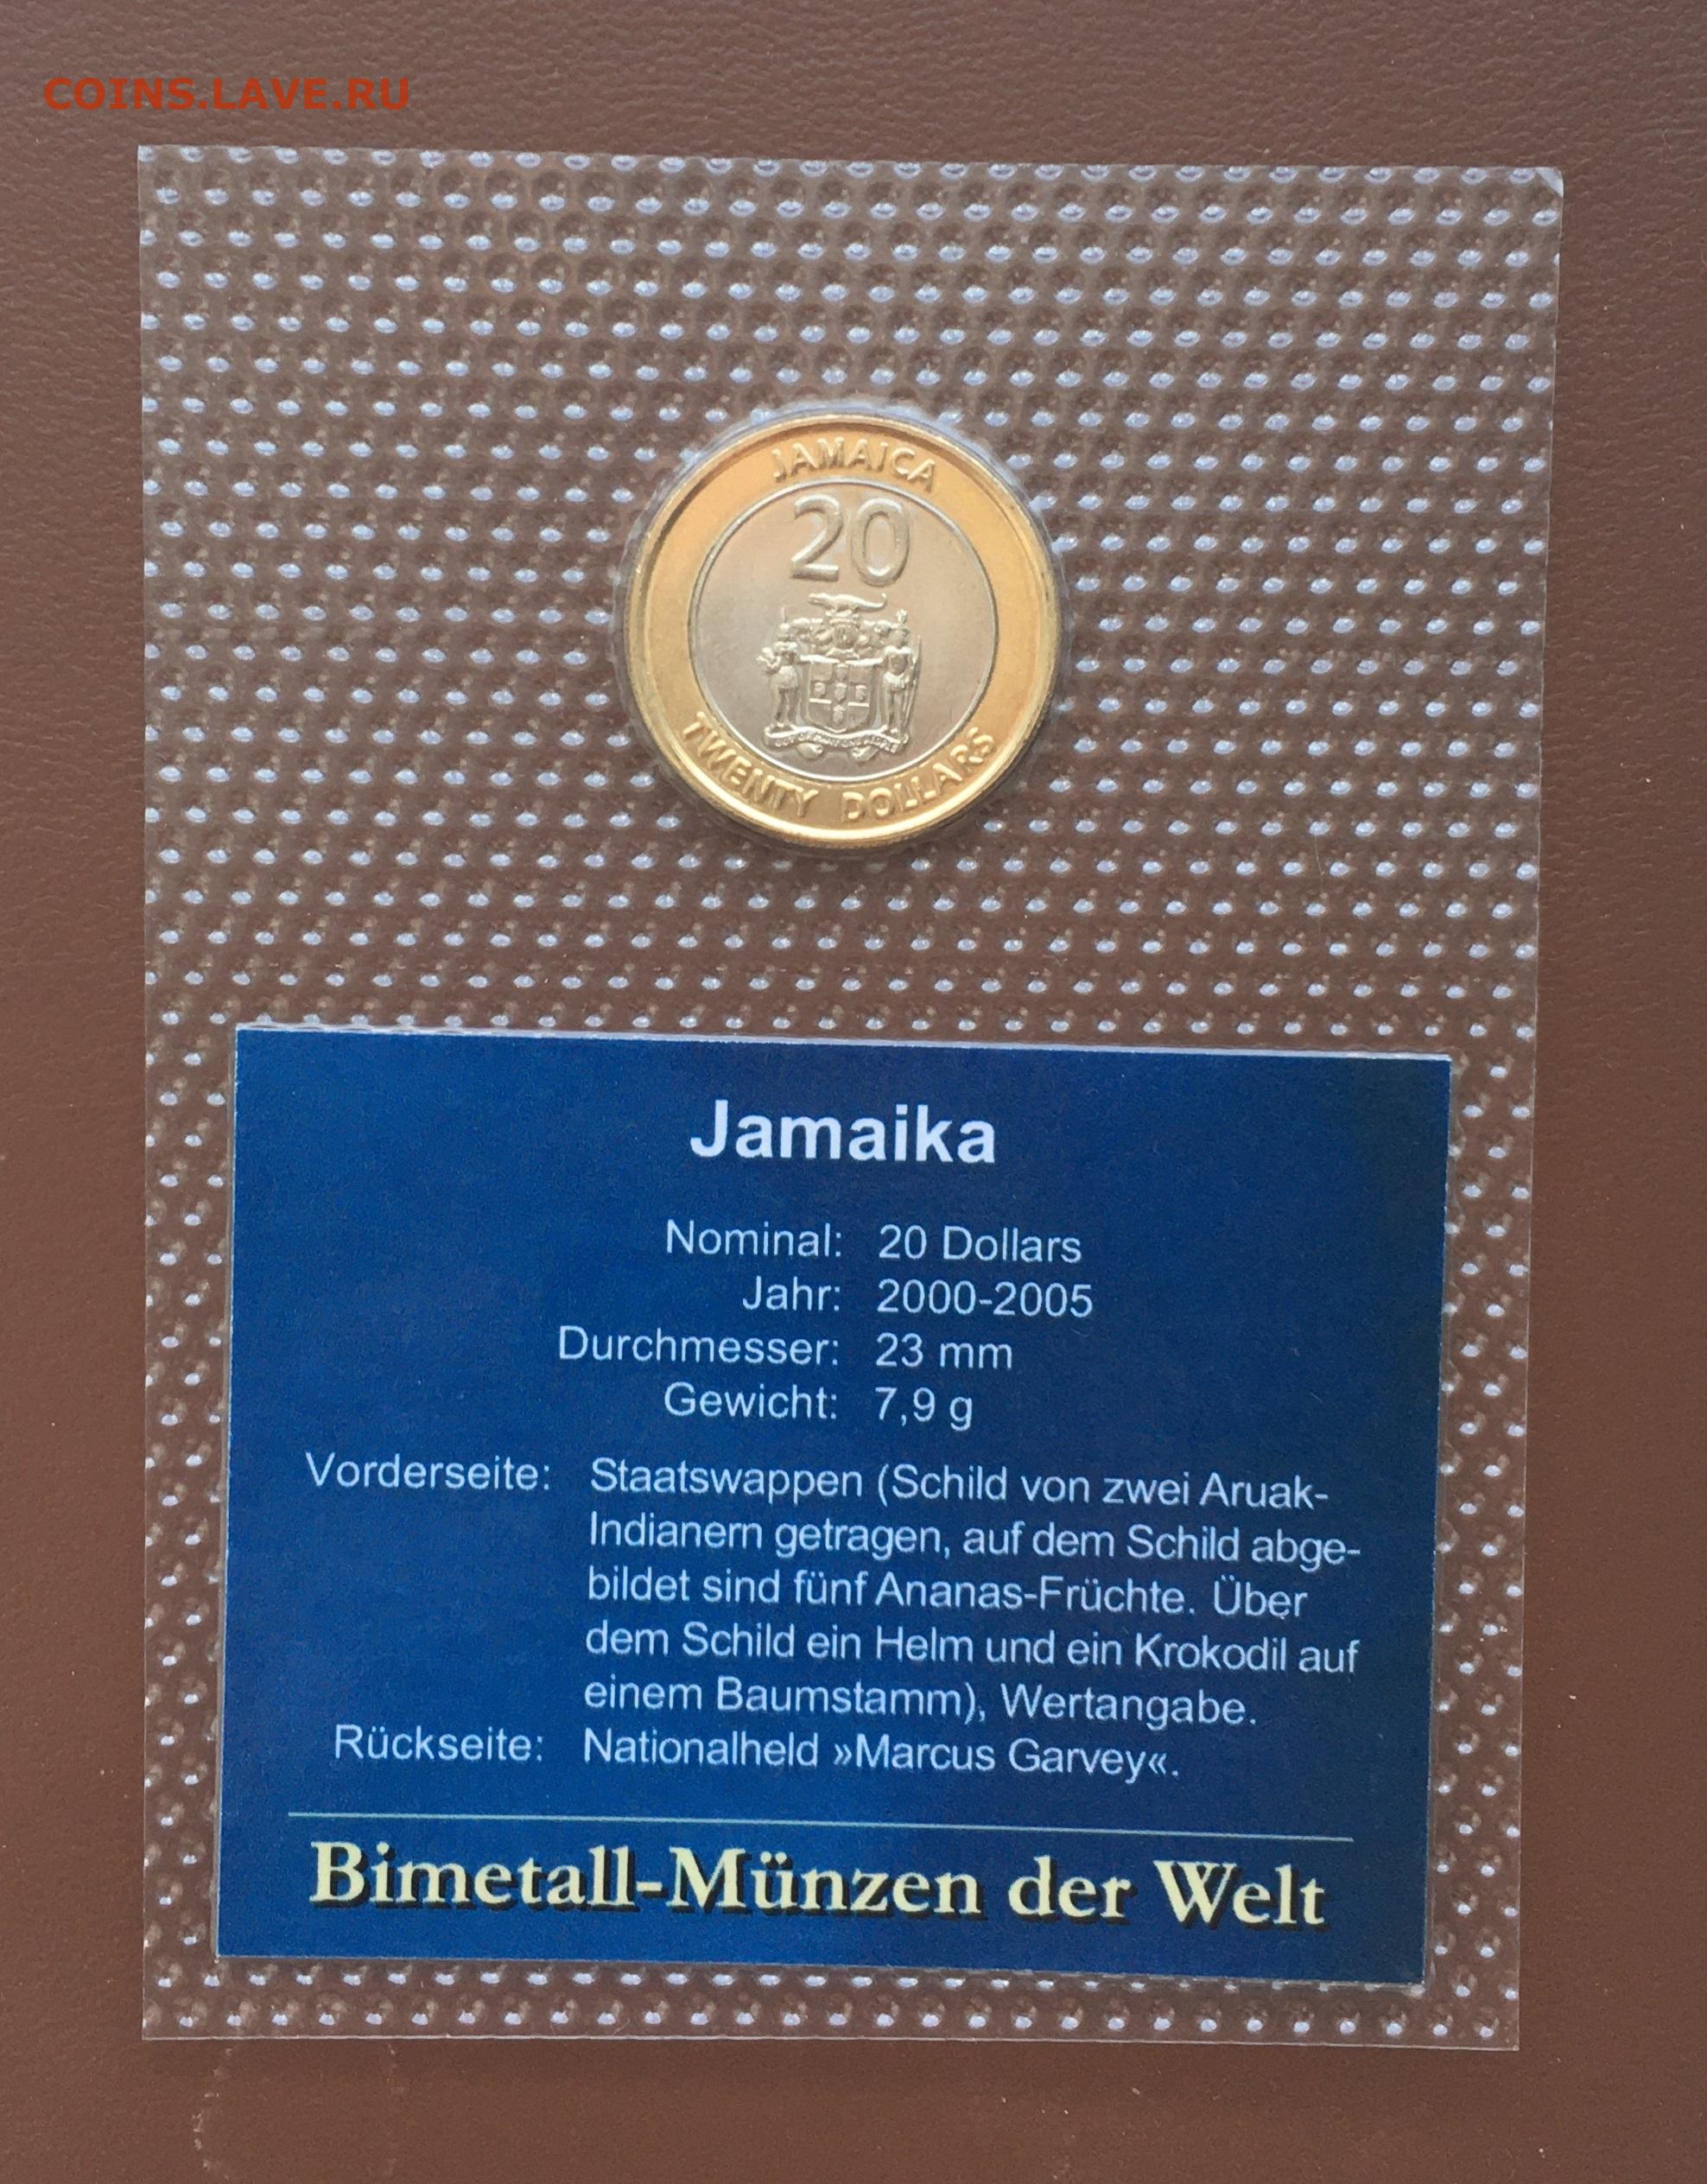 COINS.LAVE.RU
JAMAICA
20
TWENTY DOLLARS
Jamaika
Nominal: 20 Dollars
Jahr: 2000-2005
Durchmesser: 23 mm
Gewicht: 7,9 g
Vorderseite: Staatswappen (Schild von zwei Aruak-
Indianern getragen, auf dem Schild abge-
bildet sind fünf Ananas-Früchte. Über
dem Schild ein Helm und ein Krokodil auf
einem Baumstamm), Wertangabe.
Rückseite: Nationalheld »Marcus Garvey«.
Bimetall-Münzen der Welt